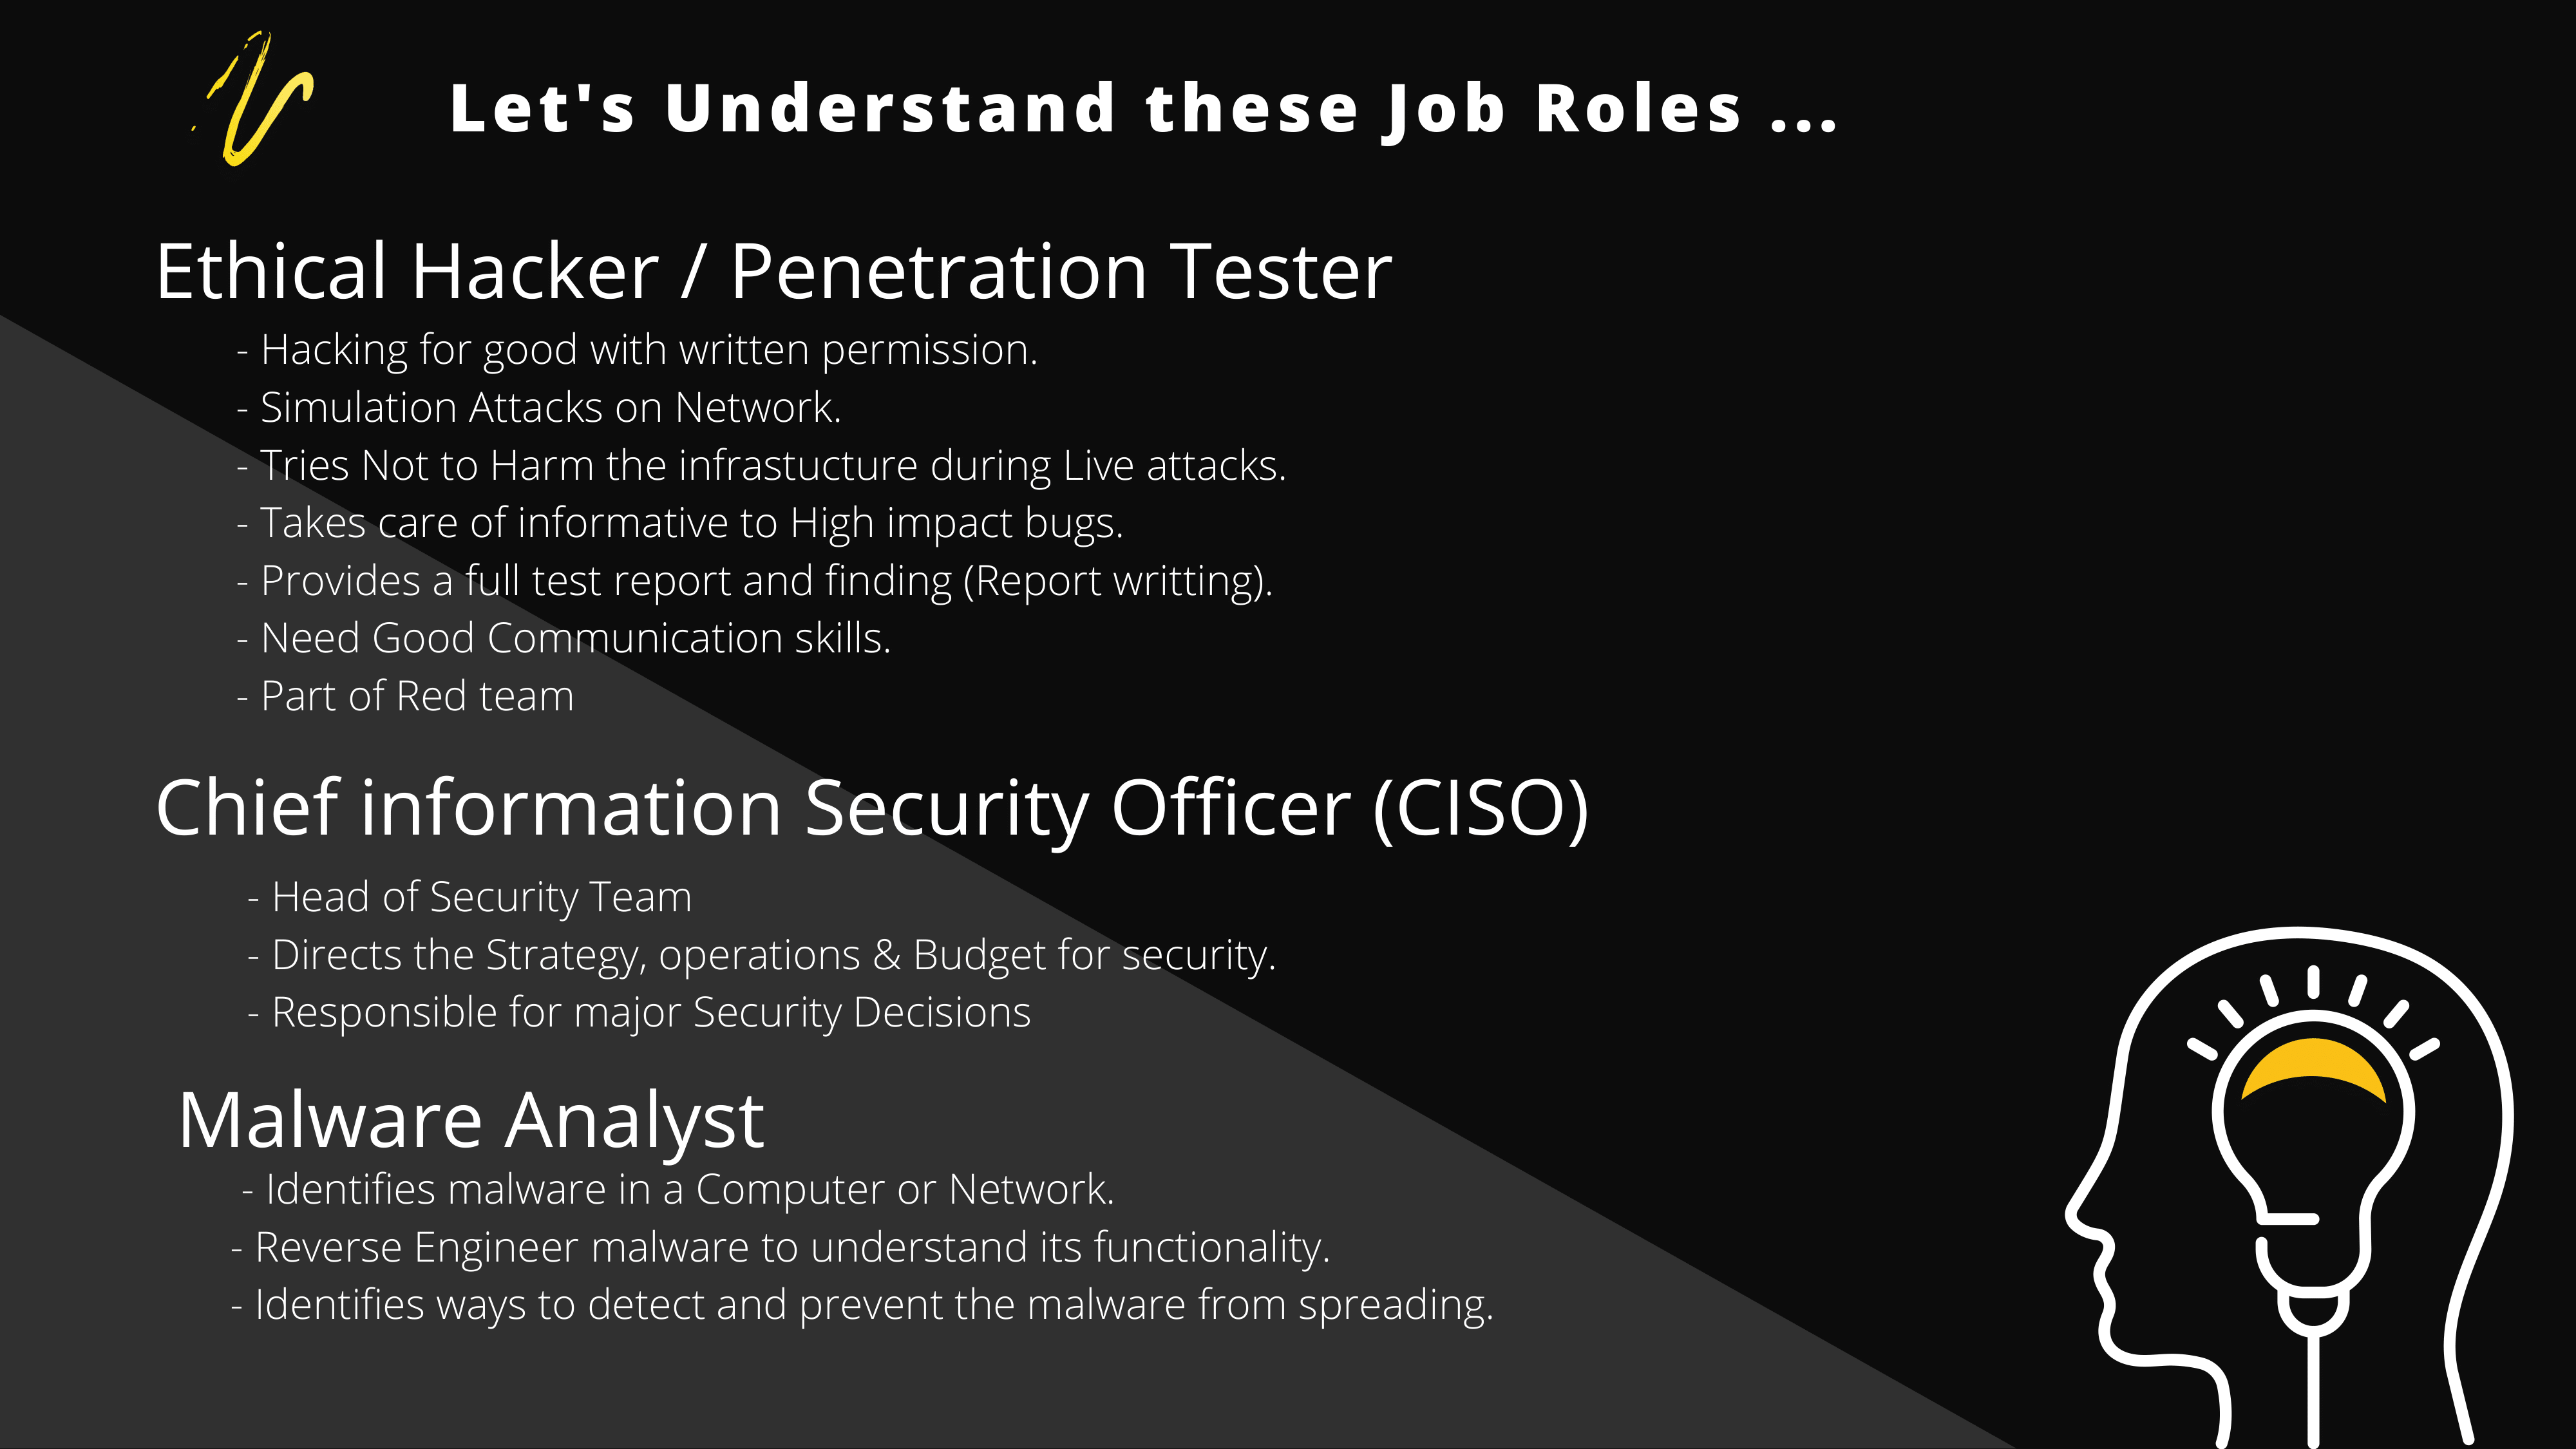 Let's Understand these Job Roles ...
Ethical Hacker / Penetration Tester
- Hacking for good with written permission.
- Simulation Attacks on Network.
- Tries Not to Harm the infrastucture during Live attacks.
- Takes care of informative to High impact bugs.
- Provides a full test report and finding (Report writting).
- Need Good Communication skills.
- Part of Red team
Chief information Security Officer (CISO)
- Head of Security Team
- Directs the Strategy, operations & Budget for security.
- Responsible for major Security Decisions
Malware Analyst
- Identifies malware in a Computer or Network.
- Reverse Engineer malware to understand its functionality.
- Identifies ways to detect and prevent the malware from spreading.